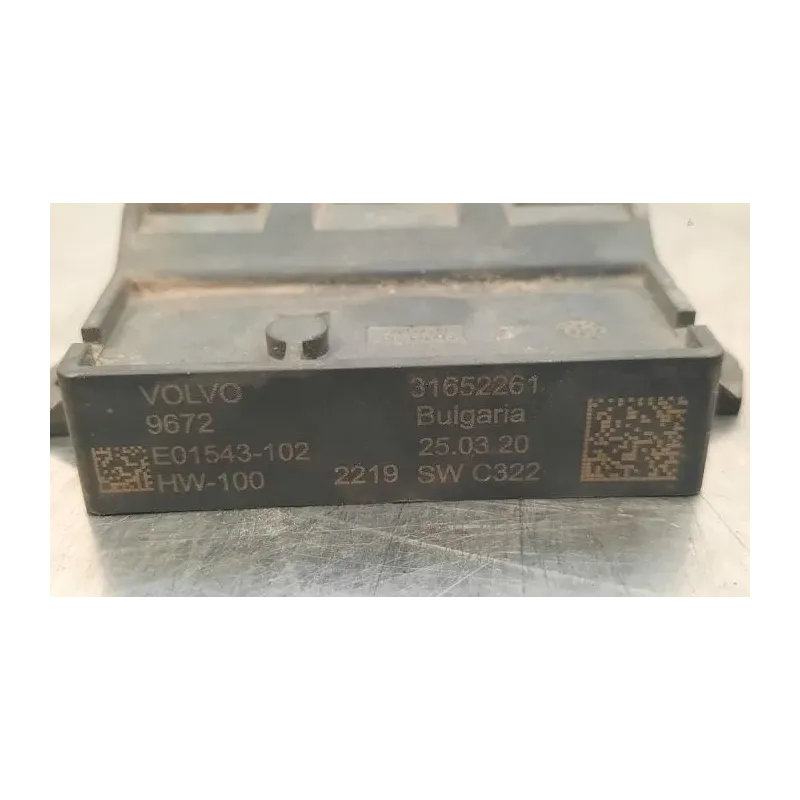 VOLVO 31652261
9672 Bulgaria
E01543-102 25.03.20
HW-100 2219 SW C322